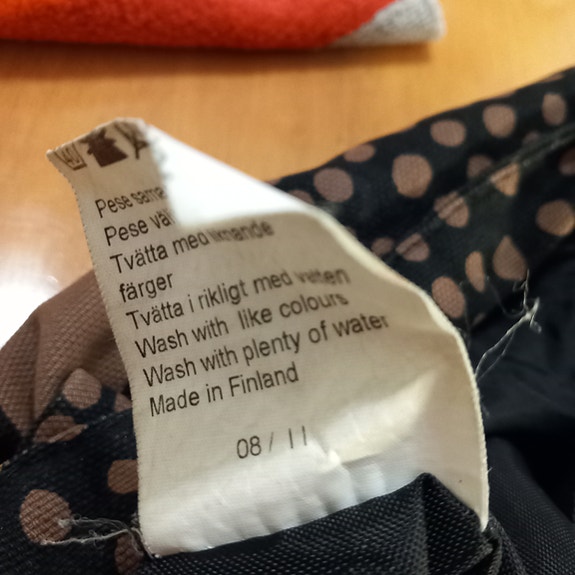 Pese
Pese
Tvätta med liknande
färger
Tvätta i rikligt med vatten
Wash with like colours
Wash with plenty of water
Made in Finland
08 / 11